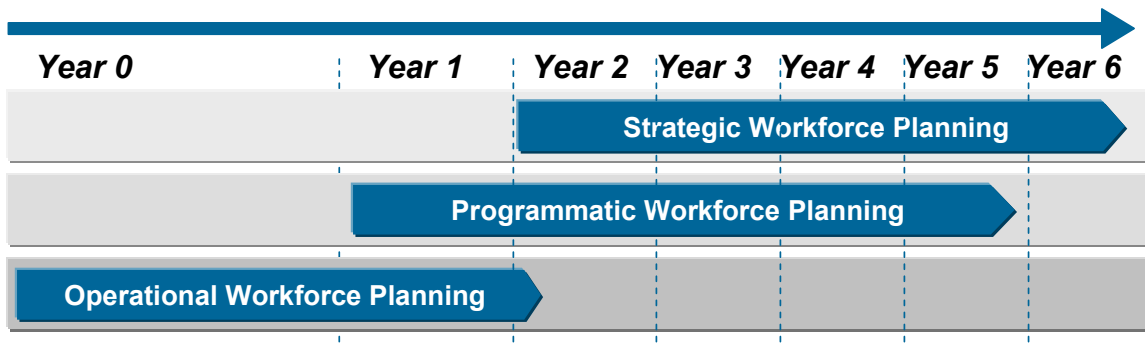 Year 0 Year 1 Year 2 Year 3 Year 4 Year 5 Year 6
Strategic Workforce Planning
Programmatic Workforce Planning
Operational Workforce Planning